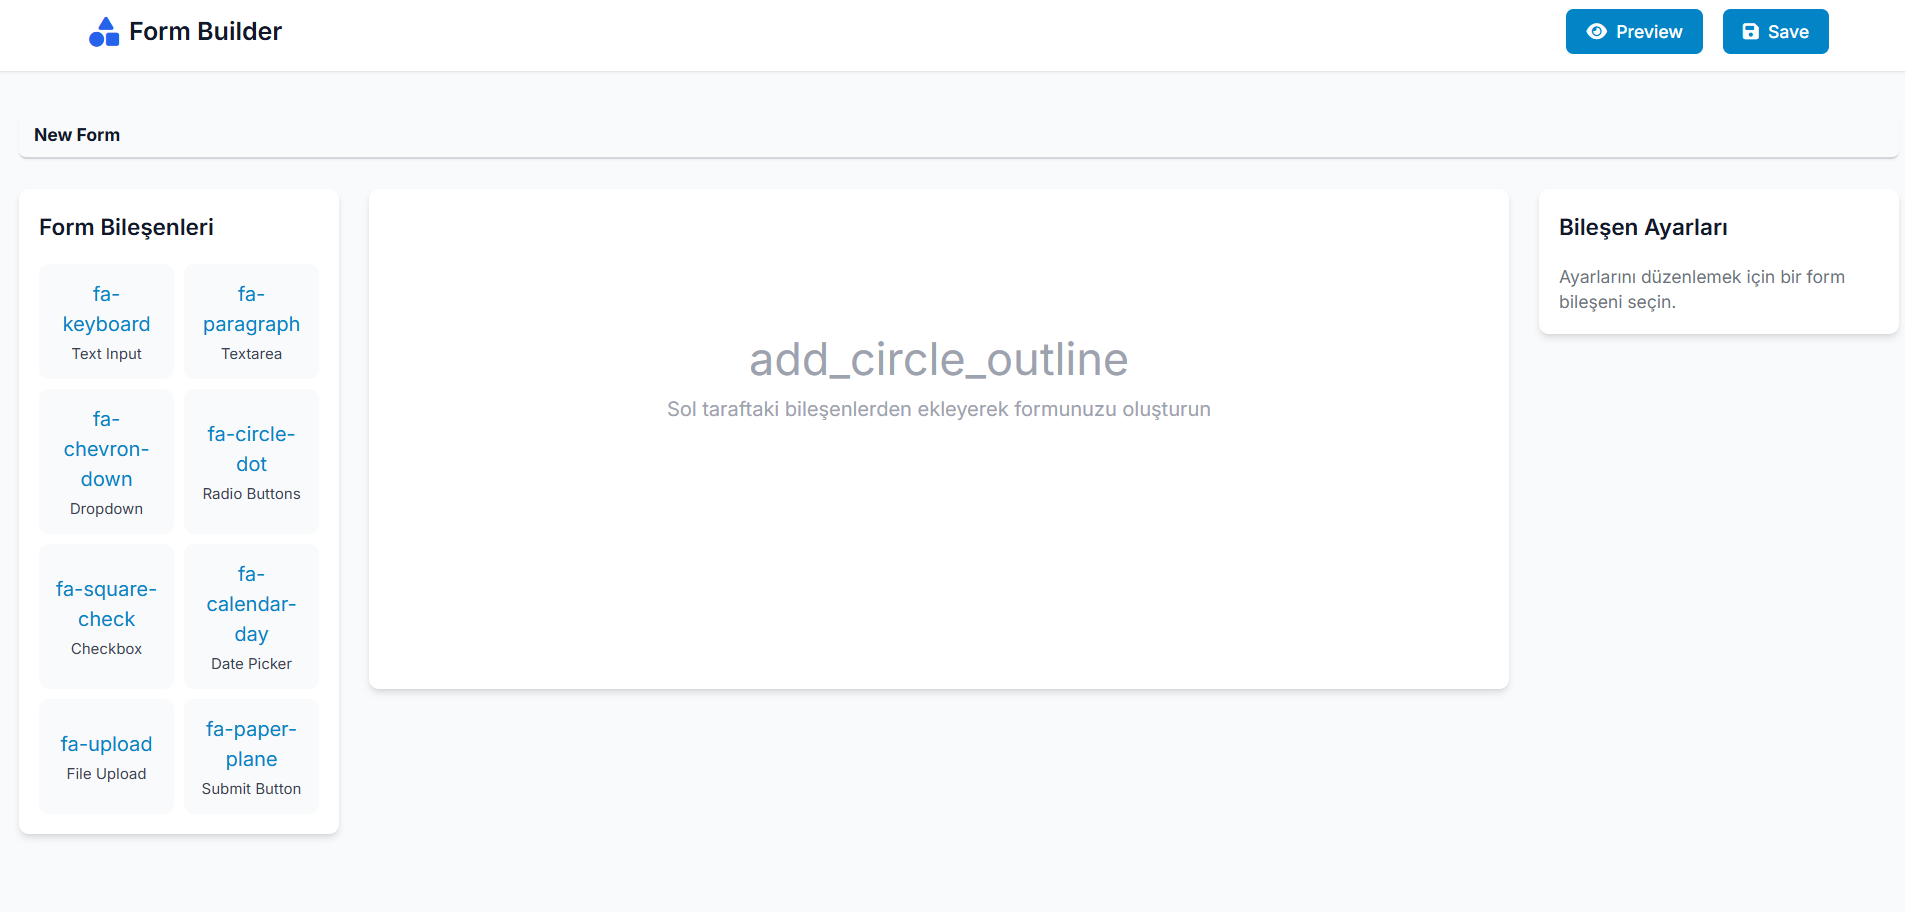 Form Builder
Preview
Save
New Form
Form Bileşenleri
fa-
keyboard
Text Input
fa-
paragraph
Textarea
fa-
chevron-
down
Dropdown
fa-circle-
dot
Radio Buttons
fa-square-
check
Checkbox
fa-
calendar-
day
Date Picker
fa-upload
File Upload
fa-paper-
plane
Submit Button
add_circle_outline
Sol taraftaki bileşenlerden ekleyerek formunuzu oluşturun
Bileşen Ayarları
Ayarlarını düzenlemek için bir form
bileşeni seçin.